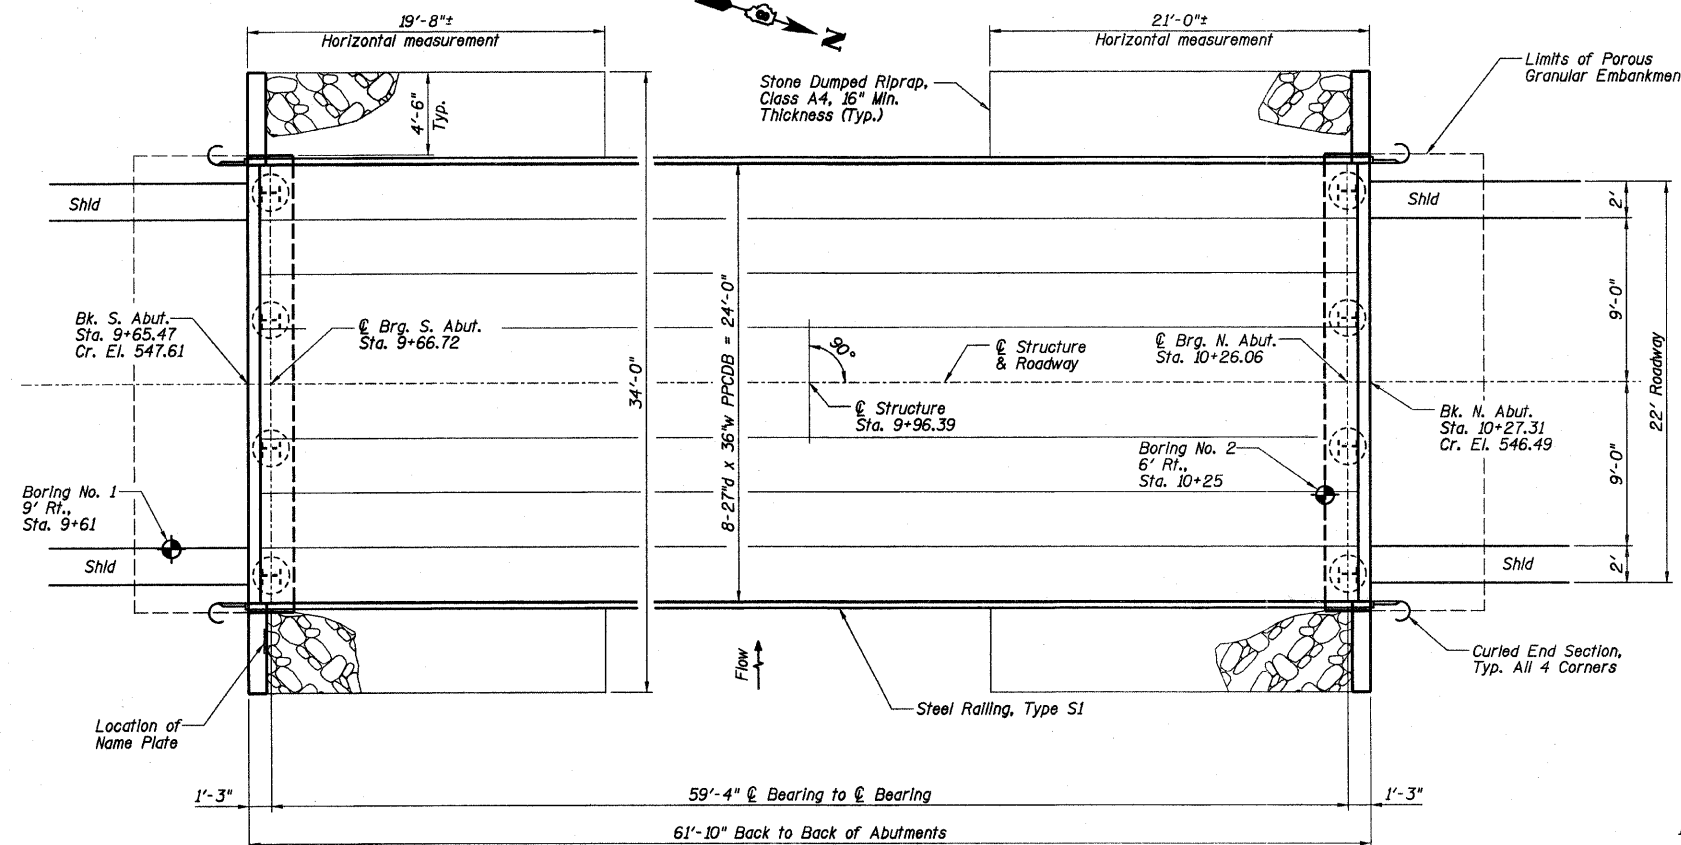 19'-8"±
Horizontal measurement
N
21'-0"±
Horizontal measurement
Limits of Porous
Granular Embankmen
Stone Dumped Riprap,
Class A4, 16" Min.
Thickness (Typ.)
4'-6"
Typ.
Shld
Shld
2'
9'-0"
22' Roadway
9'-0"
2'
Bk. S. Abut.
Sta. 9+65.47
Cr. El. 547.61
℄ Brg. S. Abut.
Sta. 9+66.72
34'-0"
8-27"d x 36"w PPCDB = 24'-0"
90°
℄ Structure
& Roadway
℄ Brg. N. Abut.
Sta. 10+26.06
℄ Structure
Sta. 9+96.39
Bk. N. Abut.
Sta. 10+27.31
Cr. El. 546.49
Boring No. 2
6' Rt.,
Sta. 10+25
Boring No. 1
9' Rt.,
Sta. 9+61
Shld
Shld
Flow
Curled End Section,
Typ. All 4 Corners
Steel Railing, Type S1
Location of
Name Plate
1'-3"
59'-4" ℄ Bearing to ℄ Bearing
1'-3"
61'-10" Back to Back of Abutments